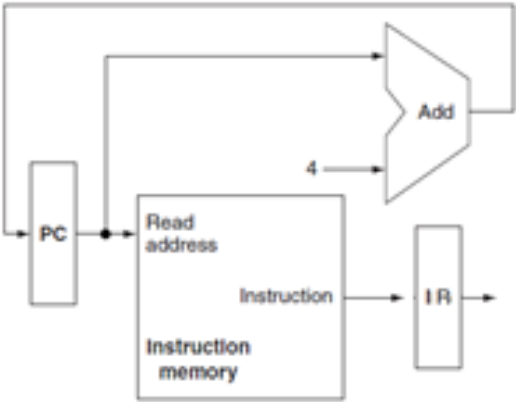 Add
4
PC
Read
address
Instruction
IR
Instruction
memory